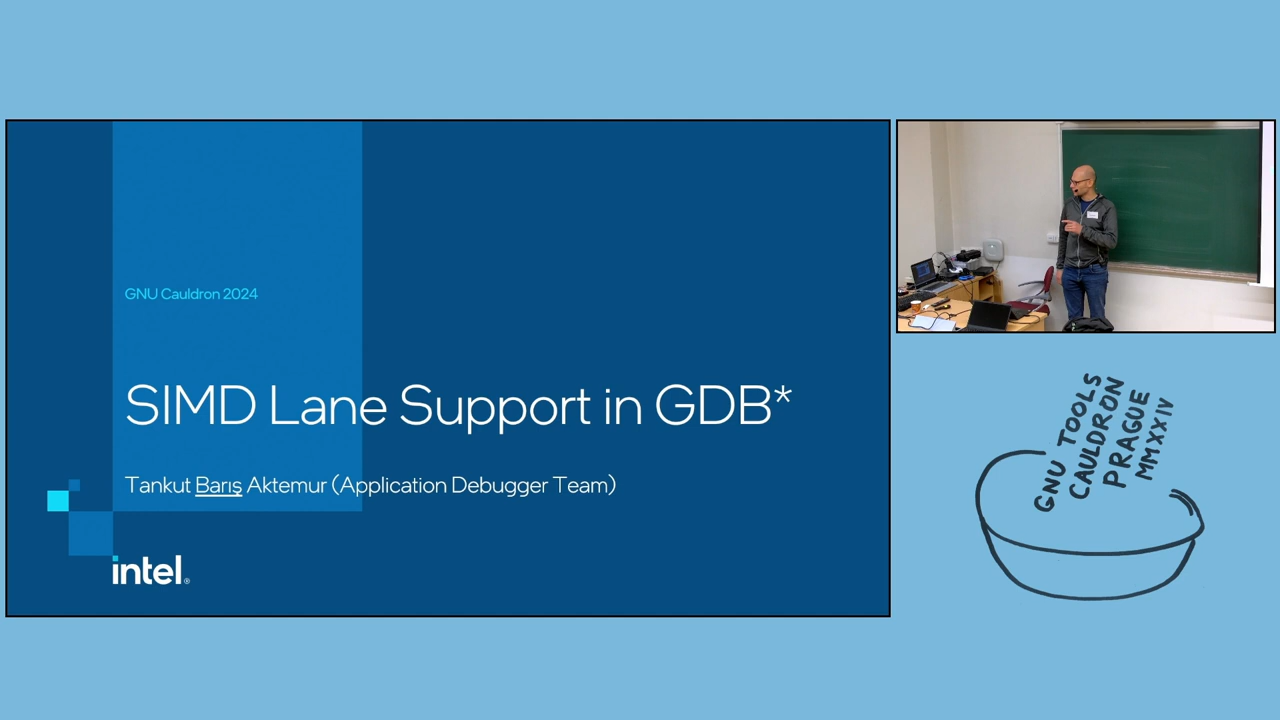 GNU Cauldron 2024
SIMD Lane Support in GDB*
Tankut Barış Aktemur (Application Debugger Team)
intel®
GNU TOOLS
CAULDRON
PRAGUE
MMXXIV